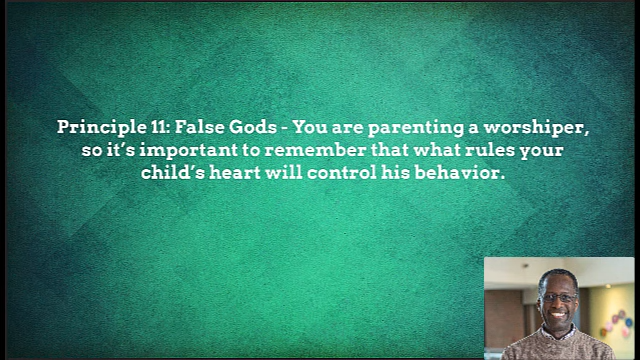 Principle 11: False Gods - You are parenting a worshiper,
so it’s important to remember that what rules your
child’s heart will control his behavior.